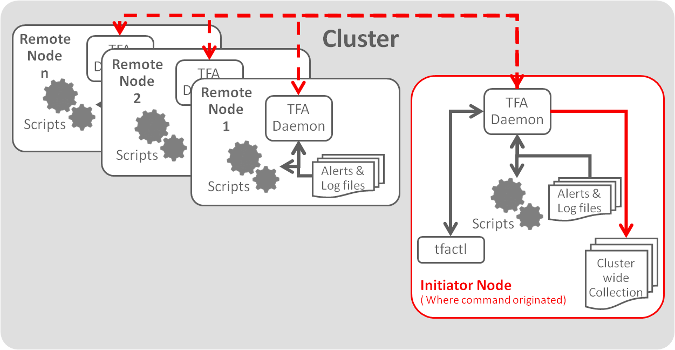 Cluster
Remote
Node
n
TFA
D
Scripts
Remote
Node
2
TFA
D
Scripts
Remote
Node
1
TFA
Daemon
Scripts
Alerts &
Log files
TFA
Daemon
Alerts &
Log files
Scripts
tfactl
Cluster
wide
Collection
Initiator Node
( Where command originated)